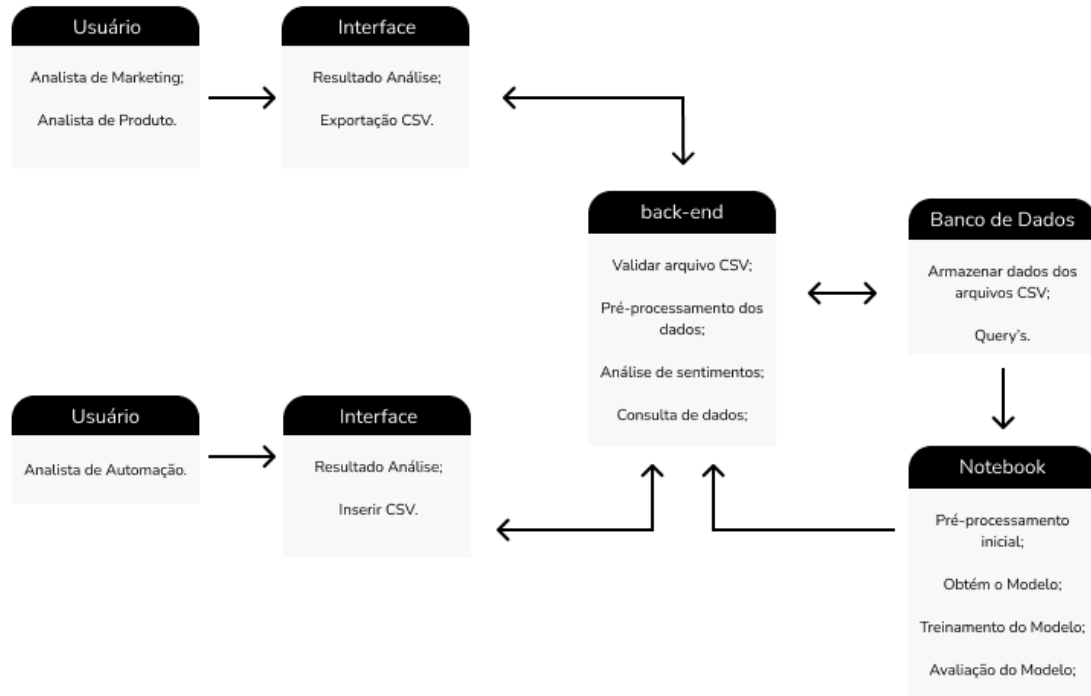 Usuário
Analista de Marketing;
Analista de Produto.
Interface
Resultado Análise;
Exportação CSV.
back-end
Validar arquivo CSV;
Pré-processamento dos
dados;
Análise de sentimentos;
Consulta de dados;
Banco de Dados
Armazenar dados dos
arquivos CSV;
Query's.
Usuário
Analista de Automação.
Interface
Resultado Análise;
Inserir CSV.
Notebook
Pré-processamento
inicial;
Obtém o Modelo;
Treinamento do Modelo;
Avaliação do Modelo;